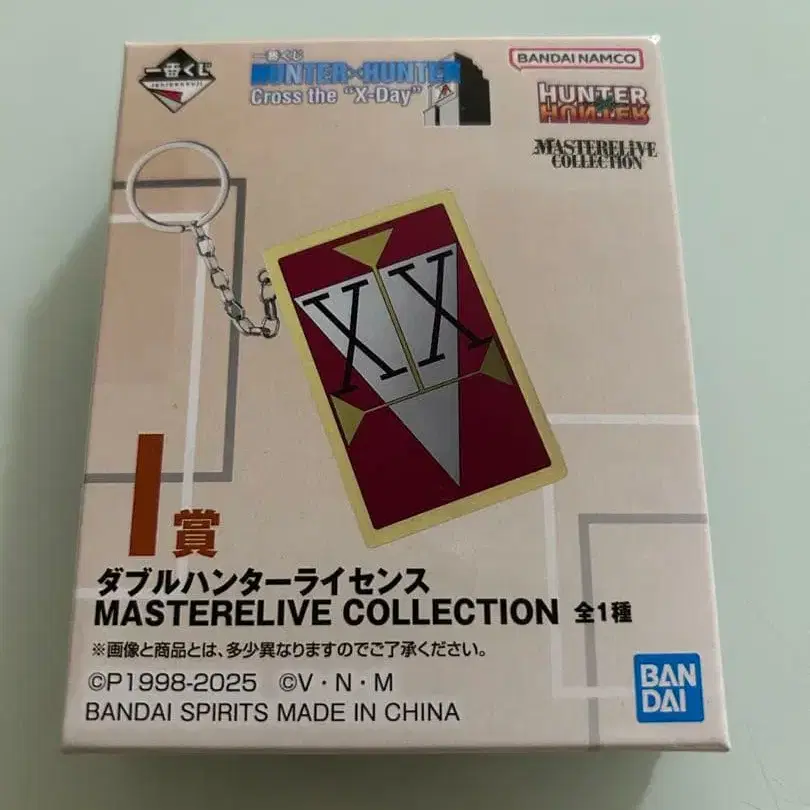 一番くじ
ichibankuji
一番くじ
HUNTER×HUNTER
Cross the "X-Day"
BANDAI NAMCO
HUNTER
HUNTER
MASTERELIVE
COLLECTION
XX
I賞
ダブルハンターライセンス
MASTERELIVE COLLECTION 全1種
※画像と商品とは、多少異なりますのでご了承ください。
©P1998-2025 ©V・N・M
BANDAI SPIRITS MADE IN CHINA
BAN
DAI